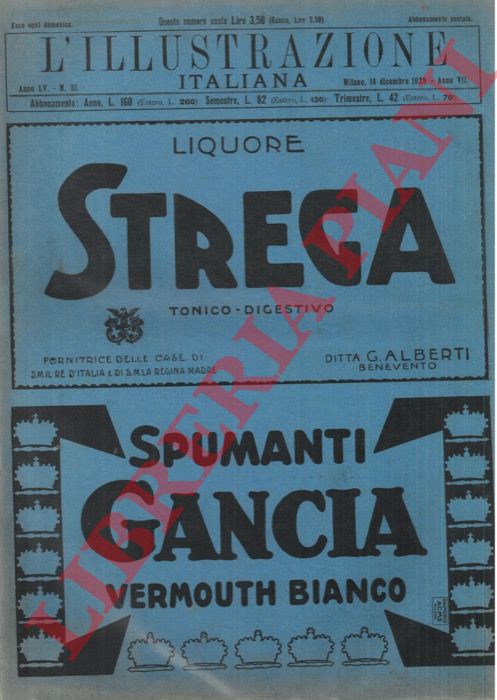 Esce ogni domenica.
Questo numero costa Lire 3,50 (Estero, Lire 5,50).
Abbonamento postale.
L'ILLUSTRAZIONE
ITALIANA
Anno LV. - N. 51.
Milano, 16 dicembre 1928 - Anno VII.
Abbonamento: Anno, L. 160 (Estero, L. 260); Semestre, L. 82 (Estero, L. 130); Trimestre, L. 42 (Estero, L. 70).
LIQUORE
STREGA
TONICO - DIGESTIVO
FORNITRICE DELLE CASE DI
S.M. IL RE D'ITALIA E DI S.M. LA REGINA MADRE
DITTA G. ALBERTI
BENEVENTO
SPUMANTI
GANCIA
VERMOUTH BIANCO
ACME
LIBRERIA PIANI